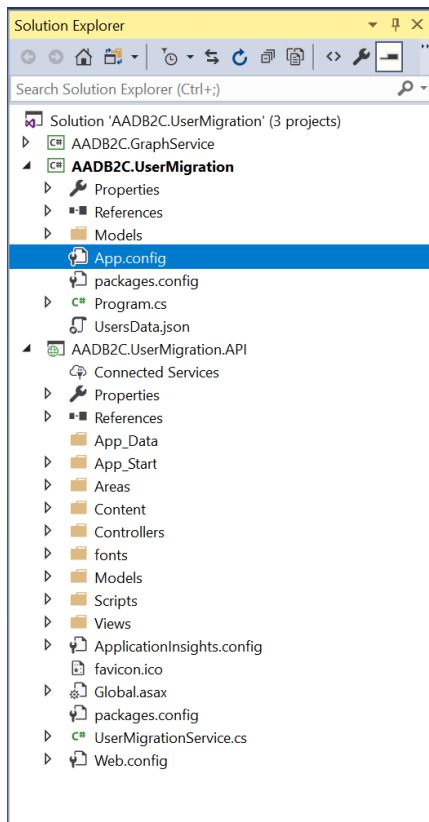 Solution Explorer
Search Solution Explorer (Ctrl+;)
Solution 'AADB2C.UserMigration' (3 projects)
C# AADB2C.GraphService
C# AADB2C.UserMigration
Properties
References
Models
App.config
packages.config
C# Program.cs
UsersData.json
AADB2C.UserMigration.API
Connected Services
Properties
References
App_Data
App_Start
Areas
Content
Controllers
fonts
Models
Scripts
Views
ApplicationInsights.config
favicon.ico
Global.asax
packages.config
C# UserMigrationService.cs
Web.config